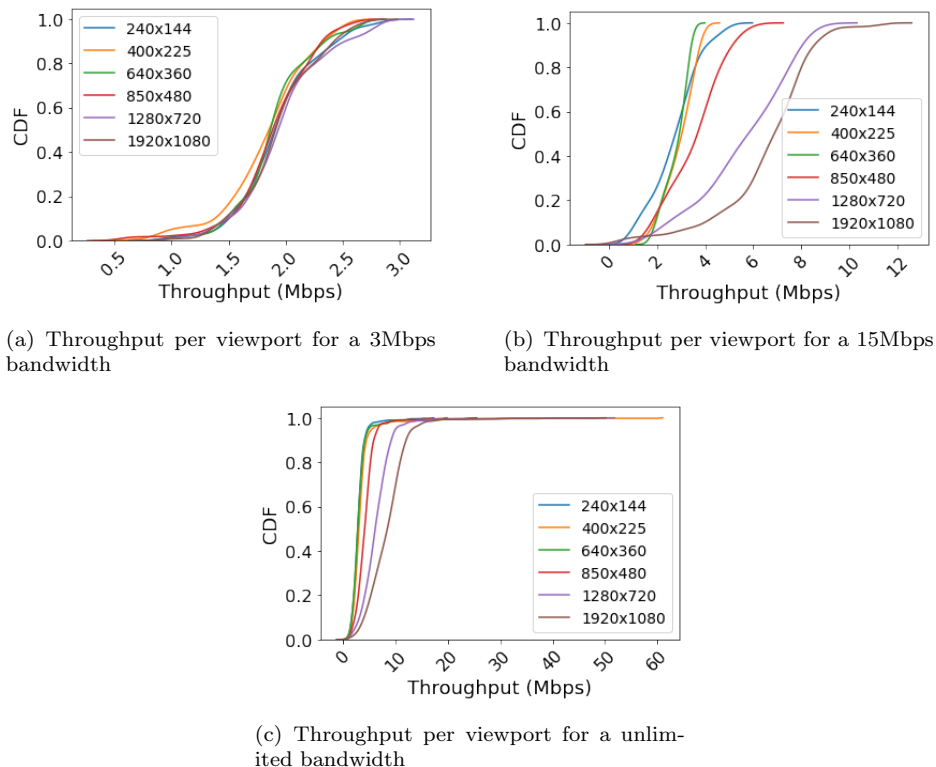 1.0
0.8
0.6
0.4
0.2
0.0
CDF
240x144
400x225
640x360
850x480
1280x720
1920x1080
0.5
1.0
1.5
2.0
2.5
3.0
Throughput (Mbps)
(a) Throughput per viewport for a 3Mbps
bandwidth
1.0
0.8
0.6
0.4
0.2
0.0
CDF
240x144
400x225
640x360
850x480
1280x720
1920x1080
0
2
4
6
8
10
12
Throughput (Mbps)
(b) Throughput per viewport for a 15Mbps
bandwidth
1.0
0.8
0.6
0.4
0.2
0.0
CDF
240x144
400x225
640x360
850x480
1280x720
1920x1080
0
10
20
30
40
50
60
Throughput (Mbps)
(c) Throughput per viewport for a unlim-
ited bandwidth